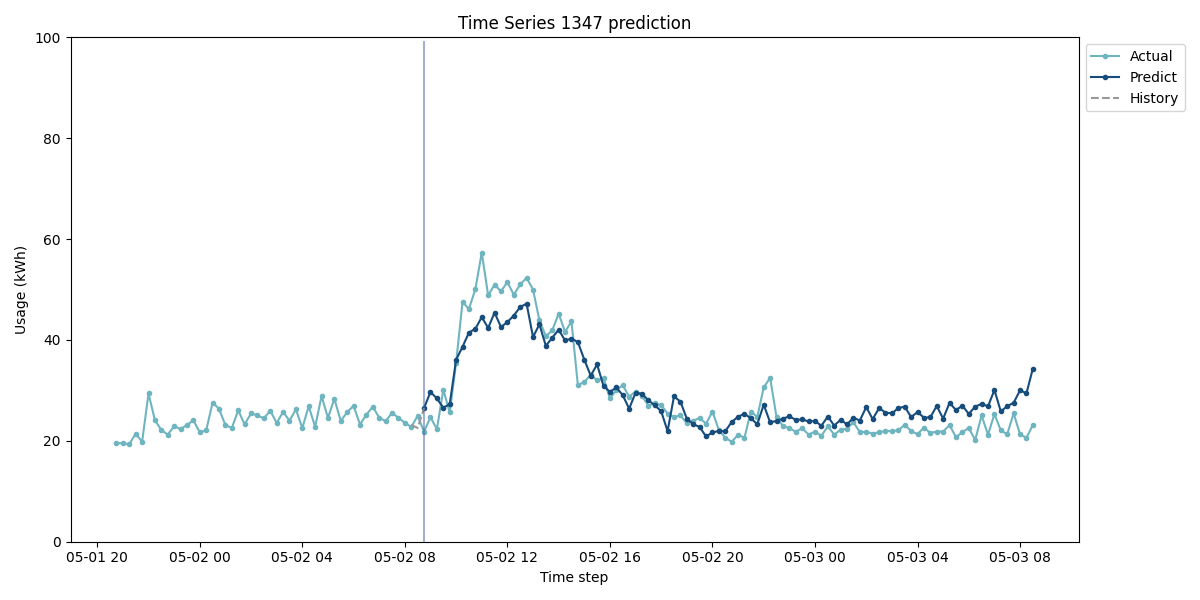 Time Series 1347 prediction
Usage (kWh)
100
80
60
40
20
0
05-01 20
05-02 00
05-02 04
05-02 08
05-02 12
05-02 16
05-02 20
05-03 00
05-03 04
05-03 08
Time step
Actual
Predict
History